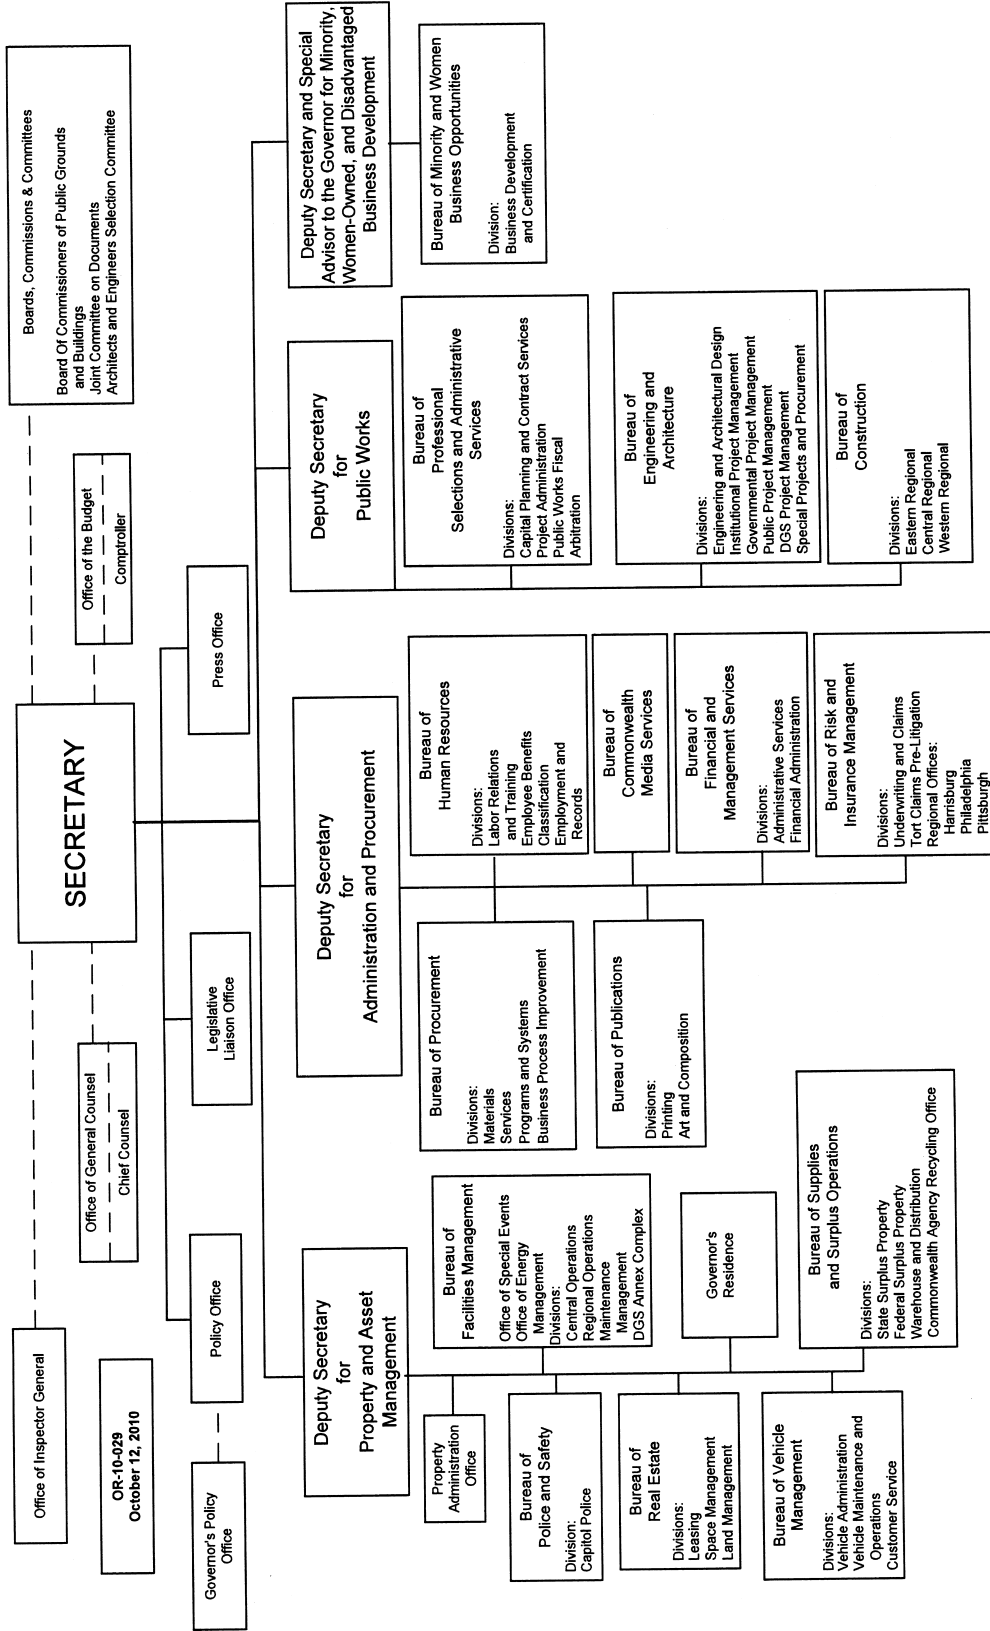 Office of Inspector General
SECRETARY
Boards, Commissions & Committees
Board Of Commissioners of Public Grounds
and Buildings
Joint Committee on Documents
Architects and Engineers Selection Committee
OR-10-029
October 12, 2010
Office of General Counsel
Chief Counsel
Office of the Budget
Comptroller
Governor's Policy
Office
Policy Office
Legislative
Liaison Office
Press Office
Deputy Secretary
for
Property and Asset
Management
Property
Administration
Office
Bureau of
Facilities Management
Office of Special Events
Office of Energy
Management
Divisions:
Central Operations
Regional Operations
Maintenance
Management
DGS Annex Complex
Bureau of
Police and Safety
Division:
Capitol Police
Bureau of
Real Estate
Divisions:
Leasing
Space Management
Land Management
Governor's
Residence
Bureau of Vehicle
Management
Divisions:
Vehicle Administration
Vehicle Maintenance and
Operations
Customer Service
Bureau of Supplies
and Surplus Operations
Divisions:
State Surplus Property
Federal Surplus Property
Warehouse and Distribution
Commonwealth Agency Recycling Office
Deputy Secretary
for
Administration and Procurement
Bureau of Procurement
Divisions:
Materials
Services
Programs and Systems
Business Process Improvement
Bureau of Publications
Divisions:
Printing
Art and Composition
Bureau of
Human Resources
Divisions:
Labor Relations
and Training
Employee Benefits
Classification
Employment and
Records
Bureau of
Commonwealth
Media Services
Bureau of
Financial and
Management Services
Divisions:
Administrative Services
Financial Administration
Bureau of Risk and
Insurance Management
Divisions:
Underwriting and Claims
Tort Claims Pre-Litigation
Regional Offices:
Harrisburg
Philadelphia
Pittsburgh
Deputy Secretary
for
Public Works
Bureau of
Professional
Selections and Administrative
Services
Divisions:
Capital Planning and Contract Services
Project Administration
Public Works Fiscal
Arbitration
Bureau of
Engineering and
Architecture
Divisions:
Engineering and Architectural Design
Institutional Project Management
Governmental Project Management
Public Project Management
DGS Project Management
Special Projects and Procurement
Bureau of
Construction
Divisions:
Eastern Regional
Central Regional
Western Regional
Deputy Secretary and Special
Advisor to the Governor for Minority,
Women-Owned, and Disadvantaged
Business Development
Bureau of Minority and Women
Business Opportunities
Division:
Business Development
and Certification